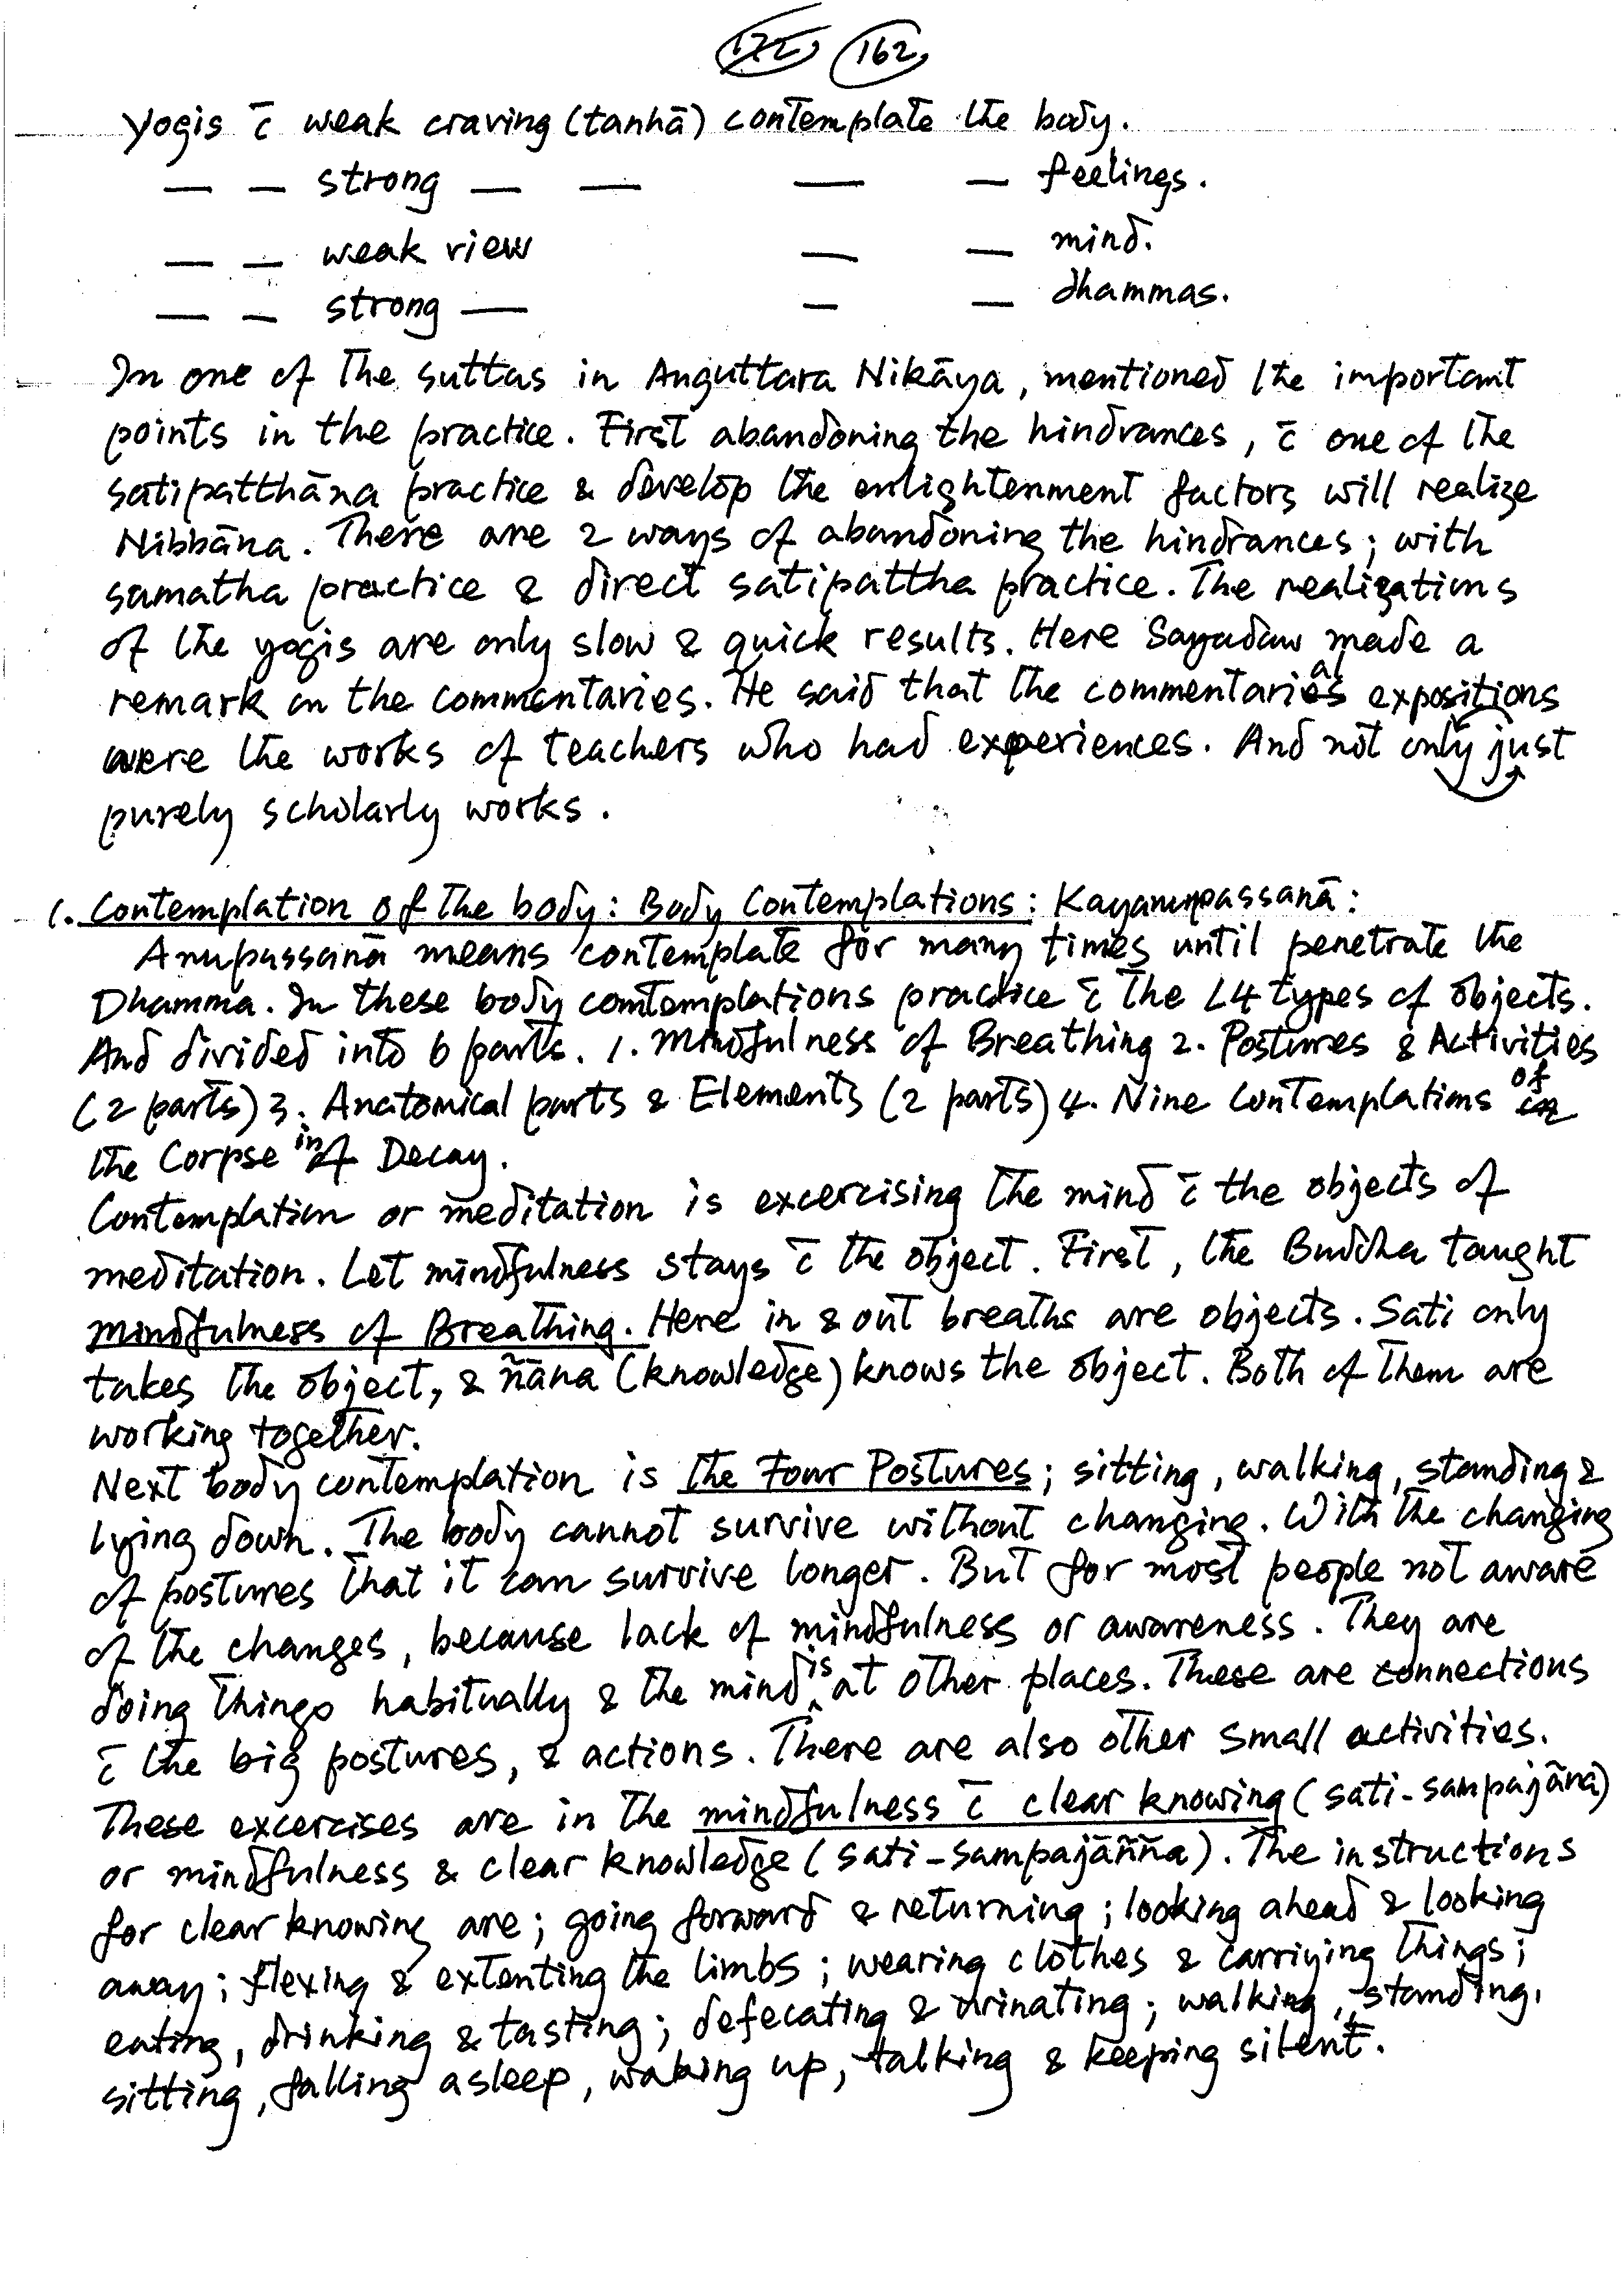 172, 162,
Yogis c̄ weak craving (tanhā) contemplate the body.
— — strong — — — — feelings.
— — weak view — — mind.
— — strong — — — dhammas.
In one of the suttas in Anguttara Nikāya, mentioned the important
points in the practice. First abandoning the hindrances, c̄ one of the
satipatthāna practice & develop the enlightenment factors will realize
Nibbāna. There are 2 ways of abandoning the hindrances; with
samatha practice & direct satipattha practice. The realizations
of the yogis are only slow & quick results. Here Sayadaw made a
remark on the commentaries. He said that the commentarial expositions
were the works of teachers who had experiences. And not only just
purely scholarly works.
1. Contemplation of the body: Body Contemplations: Kayanupassanā:
Anupassanā means contemplate for many times until penetrate the
Dhamma. In these body comtemplations practice c̄ the 14 types of objects.
And divided into 6 parts. 1. Mindfulness of Breathing 2. Postures & Activities
(2 parts) 3. Anatomical parts & Elements (2 parts) 4. Nine Contemplations of
the Corpse in Decay.
Contemplation or meditation is excercising the mind c̄ the objects of
meditation. Let mindfulness stays c̄ the object. First, the Buddha taught
mindfulness of Breathing. Here in & out breaths are objects. Sati only
takes the object, & ñāna (knowledge) knows the object. Both of them are
working together.
Next body contemplation is the Four Postures; sitting, walking, standing &
lying down. The body cannot survive without changing. With the changing
of postures that it can survive longer. But for most people not aware
of the changes, because lack of mindfulness or awareness. They are
doing things habitually & the mind is at other places. These are connections
c̄ the big postures, & actions. There are also other small activities.
These excercises are in the mindfulness c̄ clear knowing (sati-sampajāna)
or mindfulness & clear knowledge (sati-sampajāñña). The instructions
for clear knowing are; going forward & returning; looking ahead & looking
away; flexing & extenting the limbs; wearing clothes & carriying things;
eating, drinking & tasting; defecating & urinating; walking, standing,
sitting, falling asleep, waking up, talking & keeping silent.